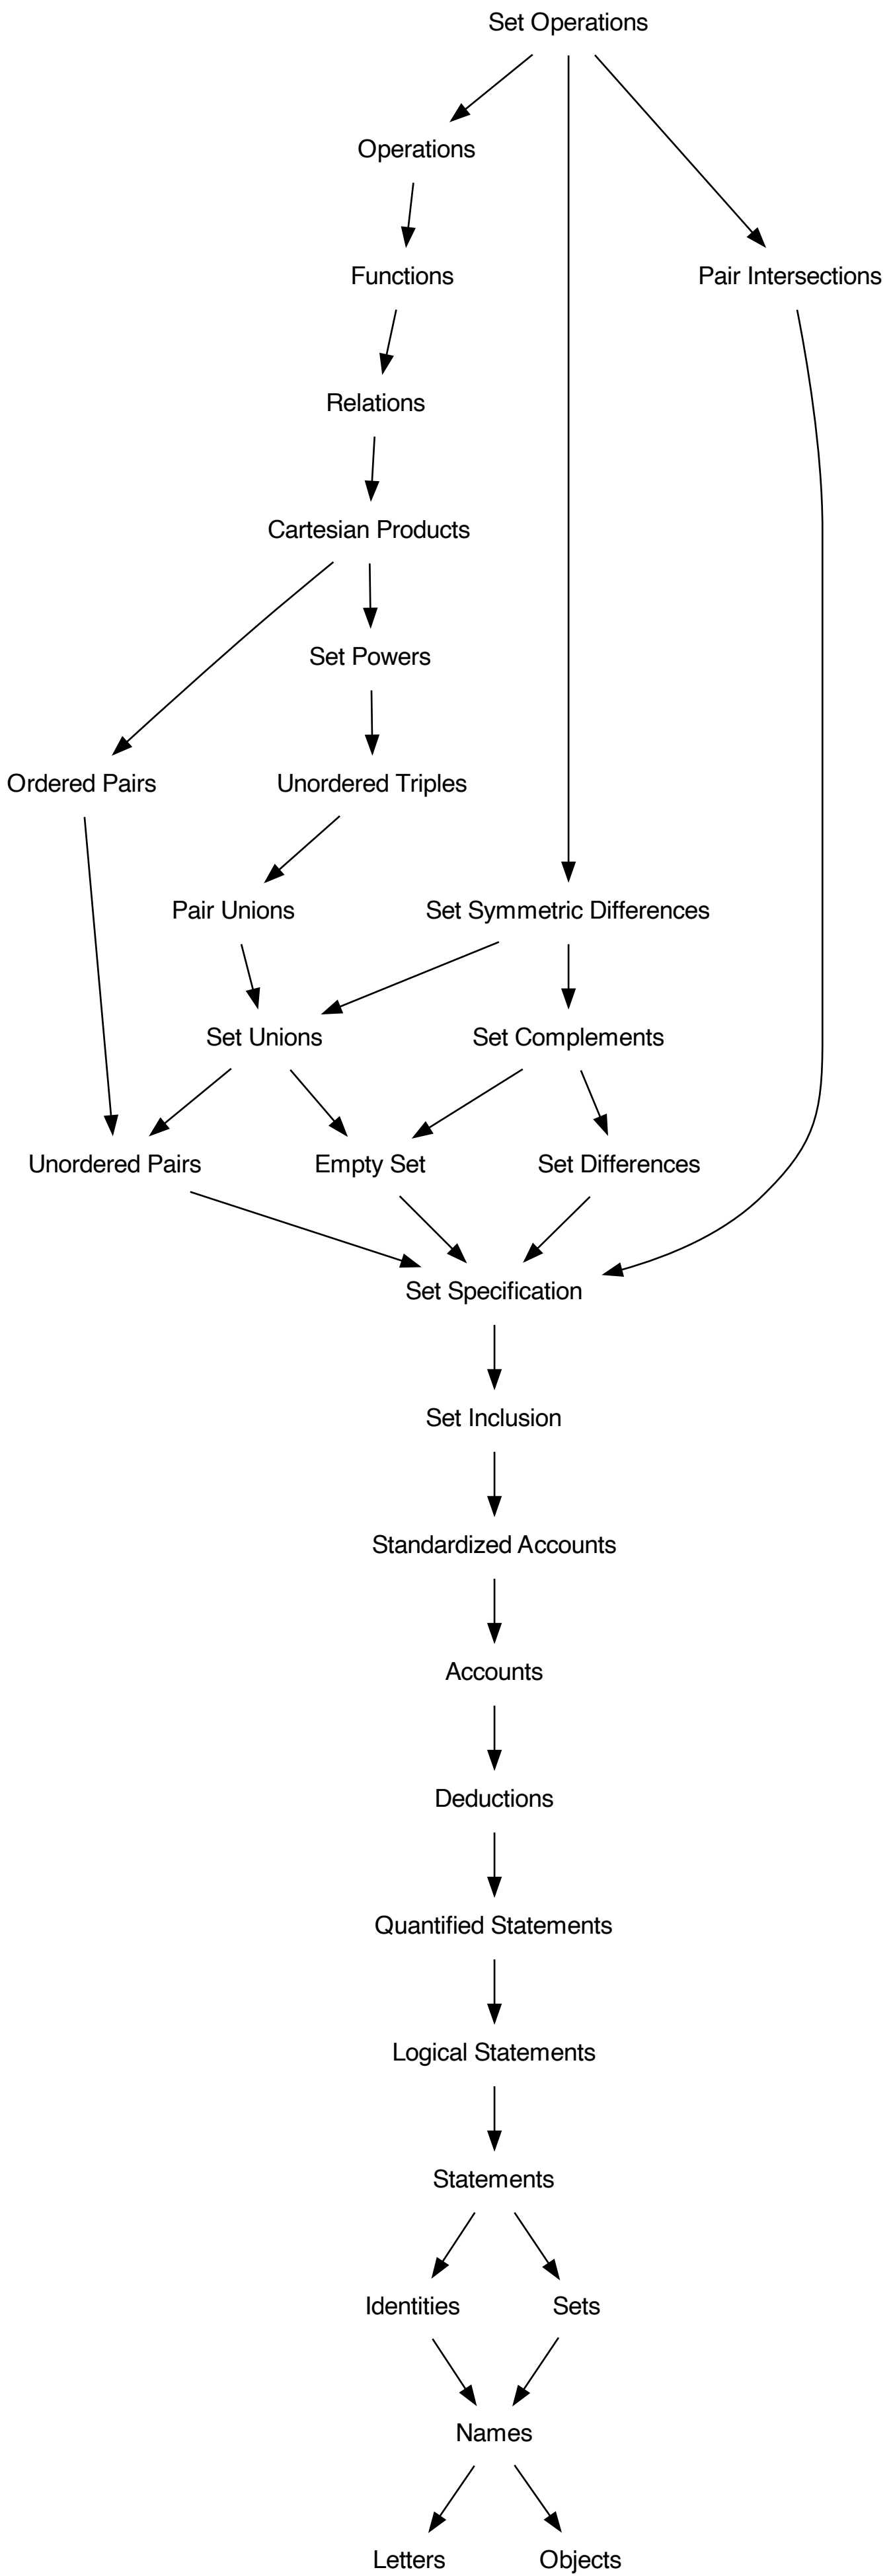 Set Operations
Operations
Functions
Pair Intersections
Relations
Cartesian Products
Set Powers
Ordered Pairs
Unordered Triples
Pair Unions
Set Symmetric Differences
Set Unions
Set Complements
Unordered Pairs
Empty Set
Set Differences
Set Specification
Set Inclusion
Standardized Accounts
Accounts
Deductions
Quantified Statements
Logical Statements
Statements
Identities
Sets
Names
Letters
Objects